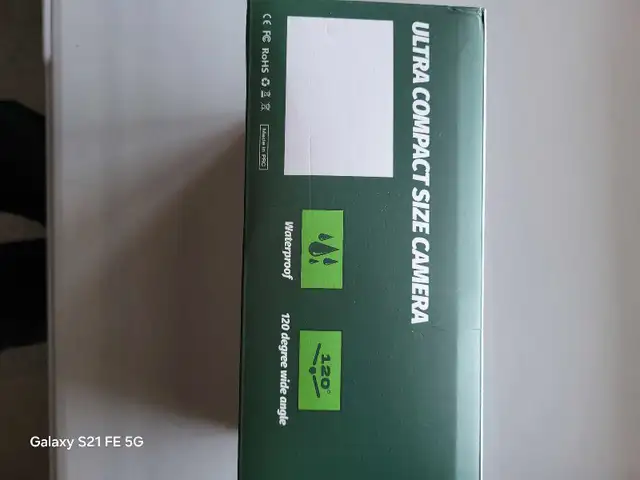 ULTRA COMPACT SIZE CAMERA
CE FC RoHS
Made in PRC
Waterproof
120°
120 degree wide angle
Galaxy S21 FE 5G